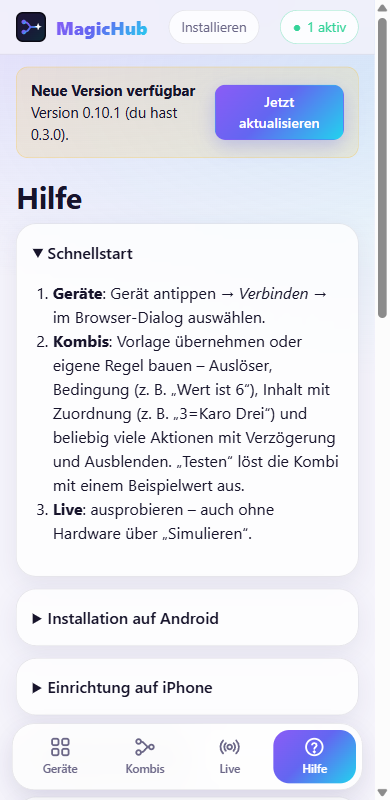 MagicHub
Installieren
1 aktiv
Neue Version verfügbar
Version 0.10.1 (du hast
0.3.0).
Jetzt
aktualisieren
Hilfe
▼ Schnellstart
1. Geräte: Gerät antippen → Verbinden →
im Browser-Dialog auswählen.
2. Kombis: Vorlage übernehmen oder
eigene Regel bauen – Auslöser,
Bedingung (z. B. „Wert ist 6“), Inhalt mit
Zuordnung (z. B. „3=Karo Drei“) und
beliebig viele Aktionen mit Verzögerung
und Ausblenden. „Testen“ löst die Kombi
mit einem Beispielwert aus.
3. Live: ausprobieren – auch ohne
Hardware über „Simulieren“.
▶ Installation auf Android
▶ Einrichtung auf iPhone
Geräte
Kombis
Live
Hilfe